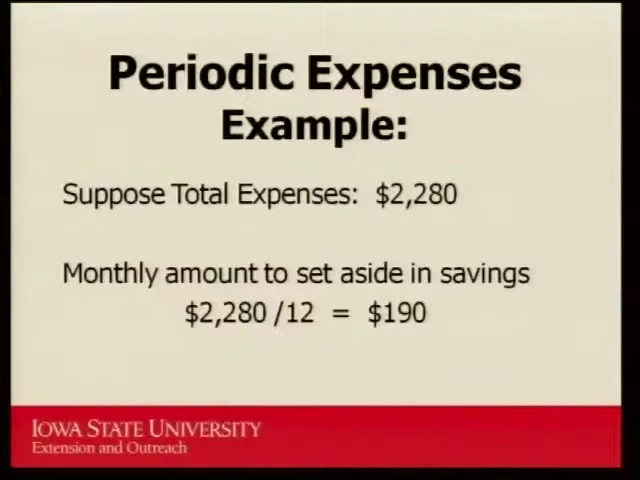 Periodic Expenses
Example:
Suppose Total Expenses: $2,280
Monthly amount to set aside in savings
$2,280 /12 = $190
IOWA STATE UNIVERSITY
Extension and Outreach